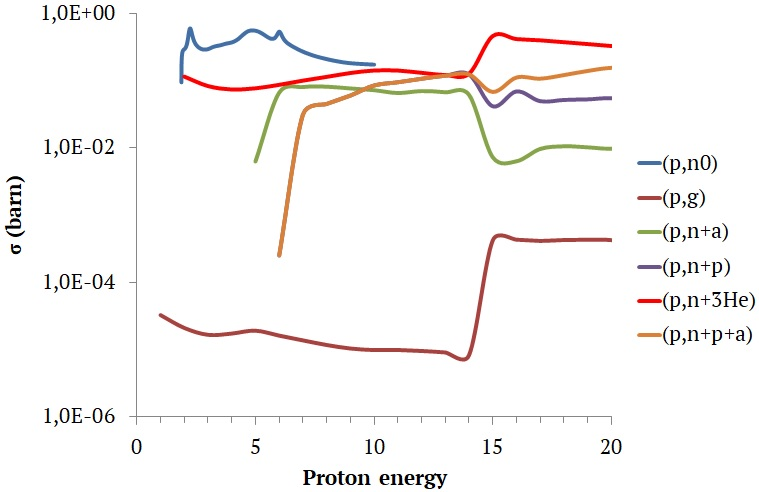 1,0E+00
1,0E-02
1,0E-04
1,0E-06
σ (barn)
0
5
10
15
20
Proton energy
(p,n0)
(p,g)
(p,n+a)
(p,n+p)
(p,n+3He)
(p,n+p+a)